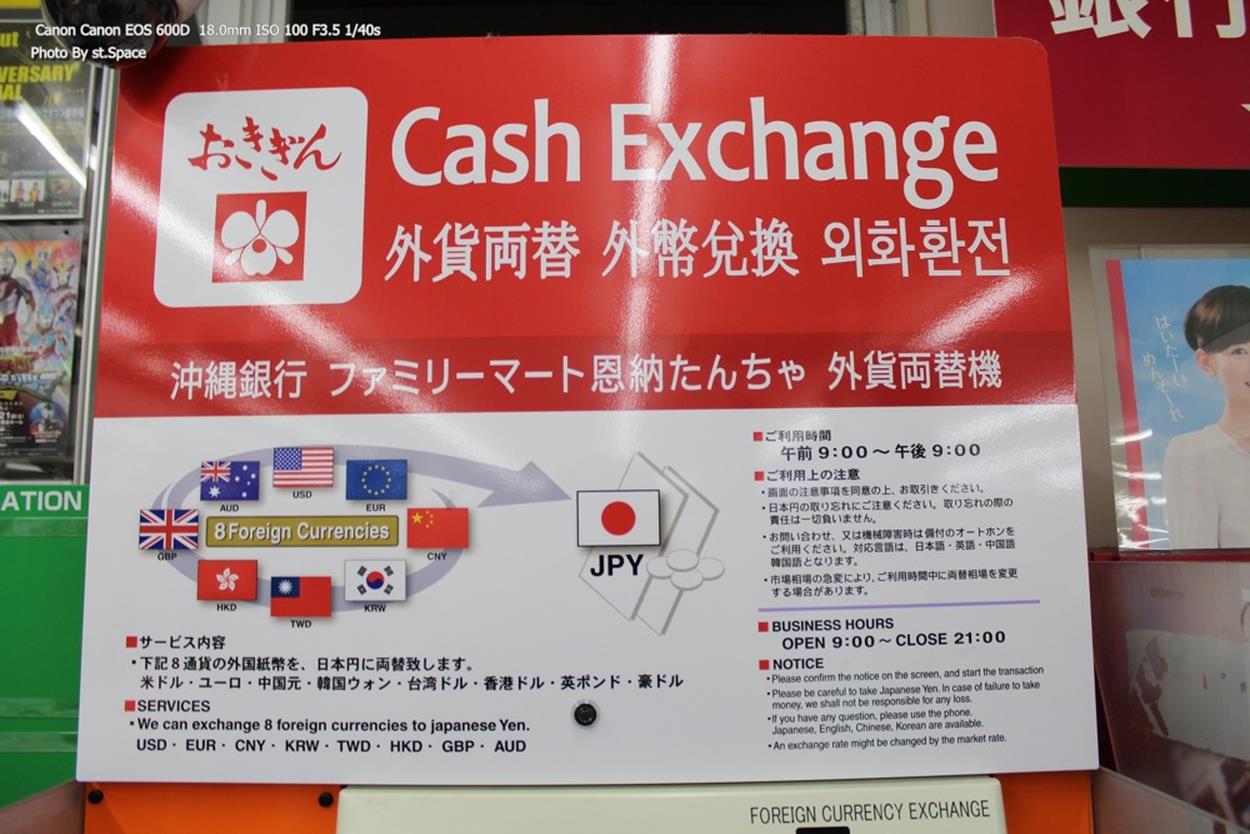 Canon Canon EOS 600D 18.0mm ISO 100 F3.5 1/40s
Photo By st.Space
銀行
おきぎん
Cash Exchange
外貨両替 外幣兌換 외화환전
沖縄銀行 ファミリーマート恩納たんちゃ 外貨両替機
はいたーい
めんそーれ
ATION
AUD
USD
EUR
GBP
8 Foreign Currencies
CNY
HKD
TWD
KRW
JPY
■サービス内容
・下記8通貨の外国紙幣を、日本円に両替致します。
米ドル・ユーロ・中国元・韓国ウォン・台湾ドル・香港ドル・英ポンド・豪ドル
■SERVICES
・We can exchange 8 foreign currencies to japanese Yen.
USD・EUR・CNY・KRW・TWD・HKD・GBP・AUD
■ご利用時間
午前 9:00～午後 9:00
■ご利用上の注意
・画面の注意事項を同意の上、お取引きください。
・日本円の取り忘れにご注意ください。取り忘れの際の
責任は一切負いません。
・お問い合わせ、又は機械障害時は備付のオートホンを
ご利用ください。対応言語は、日本語・英語・中国語
韓国語となります。
・市場相場の急変により、ご利用時間中に両替相場を変更
する場合があります。
■BUSINESS HOURS
OPEN 9:00～CLOSE 21:00
■NOTICE
・Please confirm the notice on the screen, and start the transaction
・Please be careful to take Japanese Yen. In case of failure to take
money, we shall not be responsible for any loss.
・If you have any question, please use the phone.
Japanese, English, Chinese, Korean are available.
・An exchange rate might be changed by the market rate.
FOREIGN CURRENCY EXCHANGE